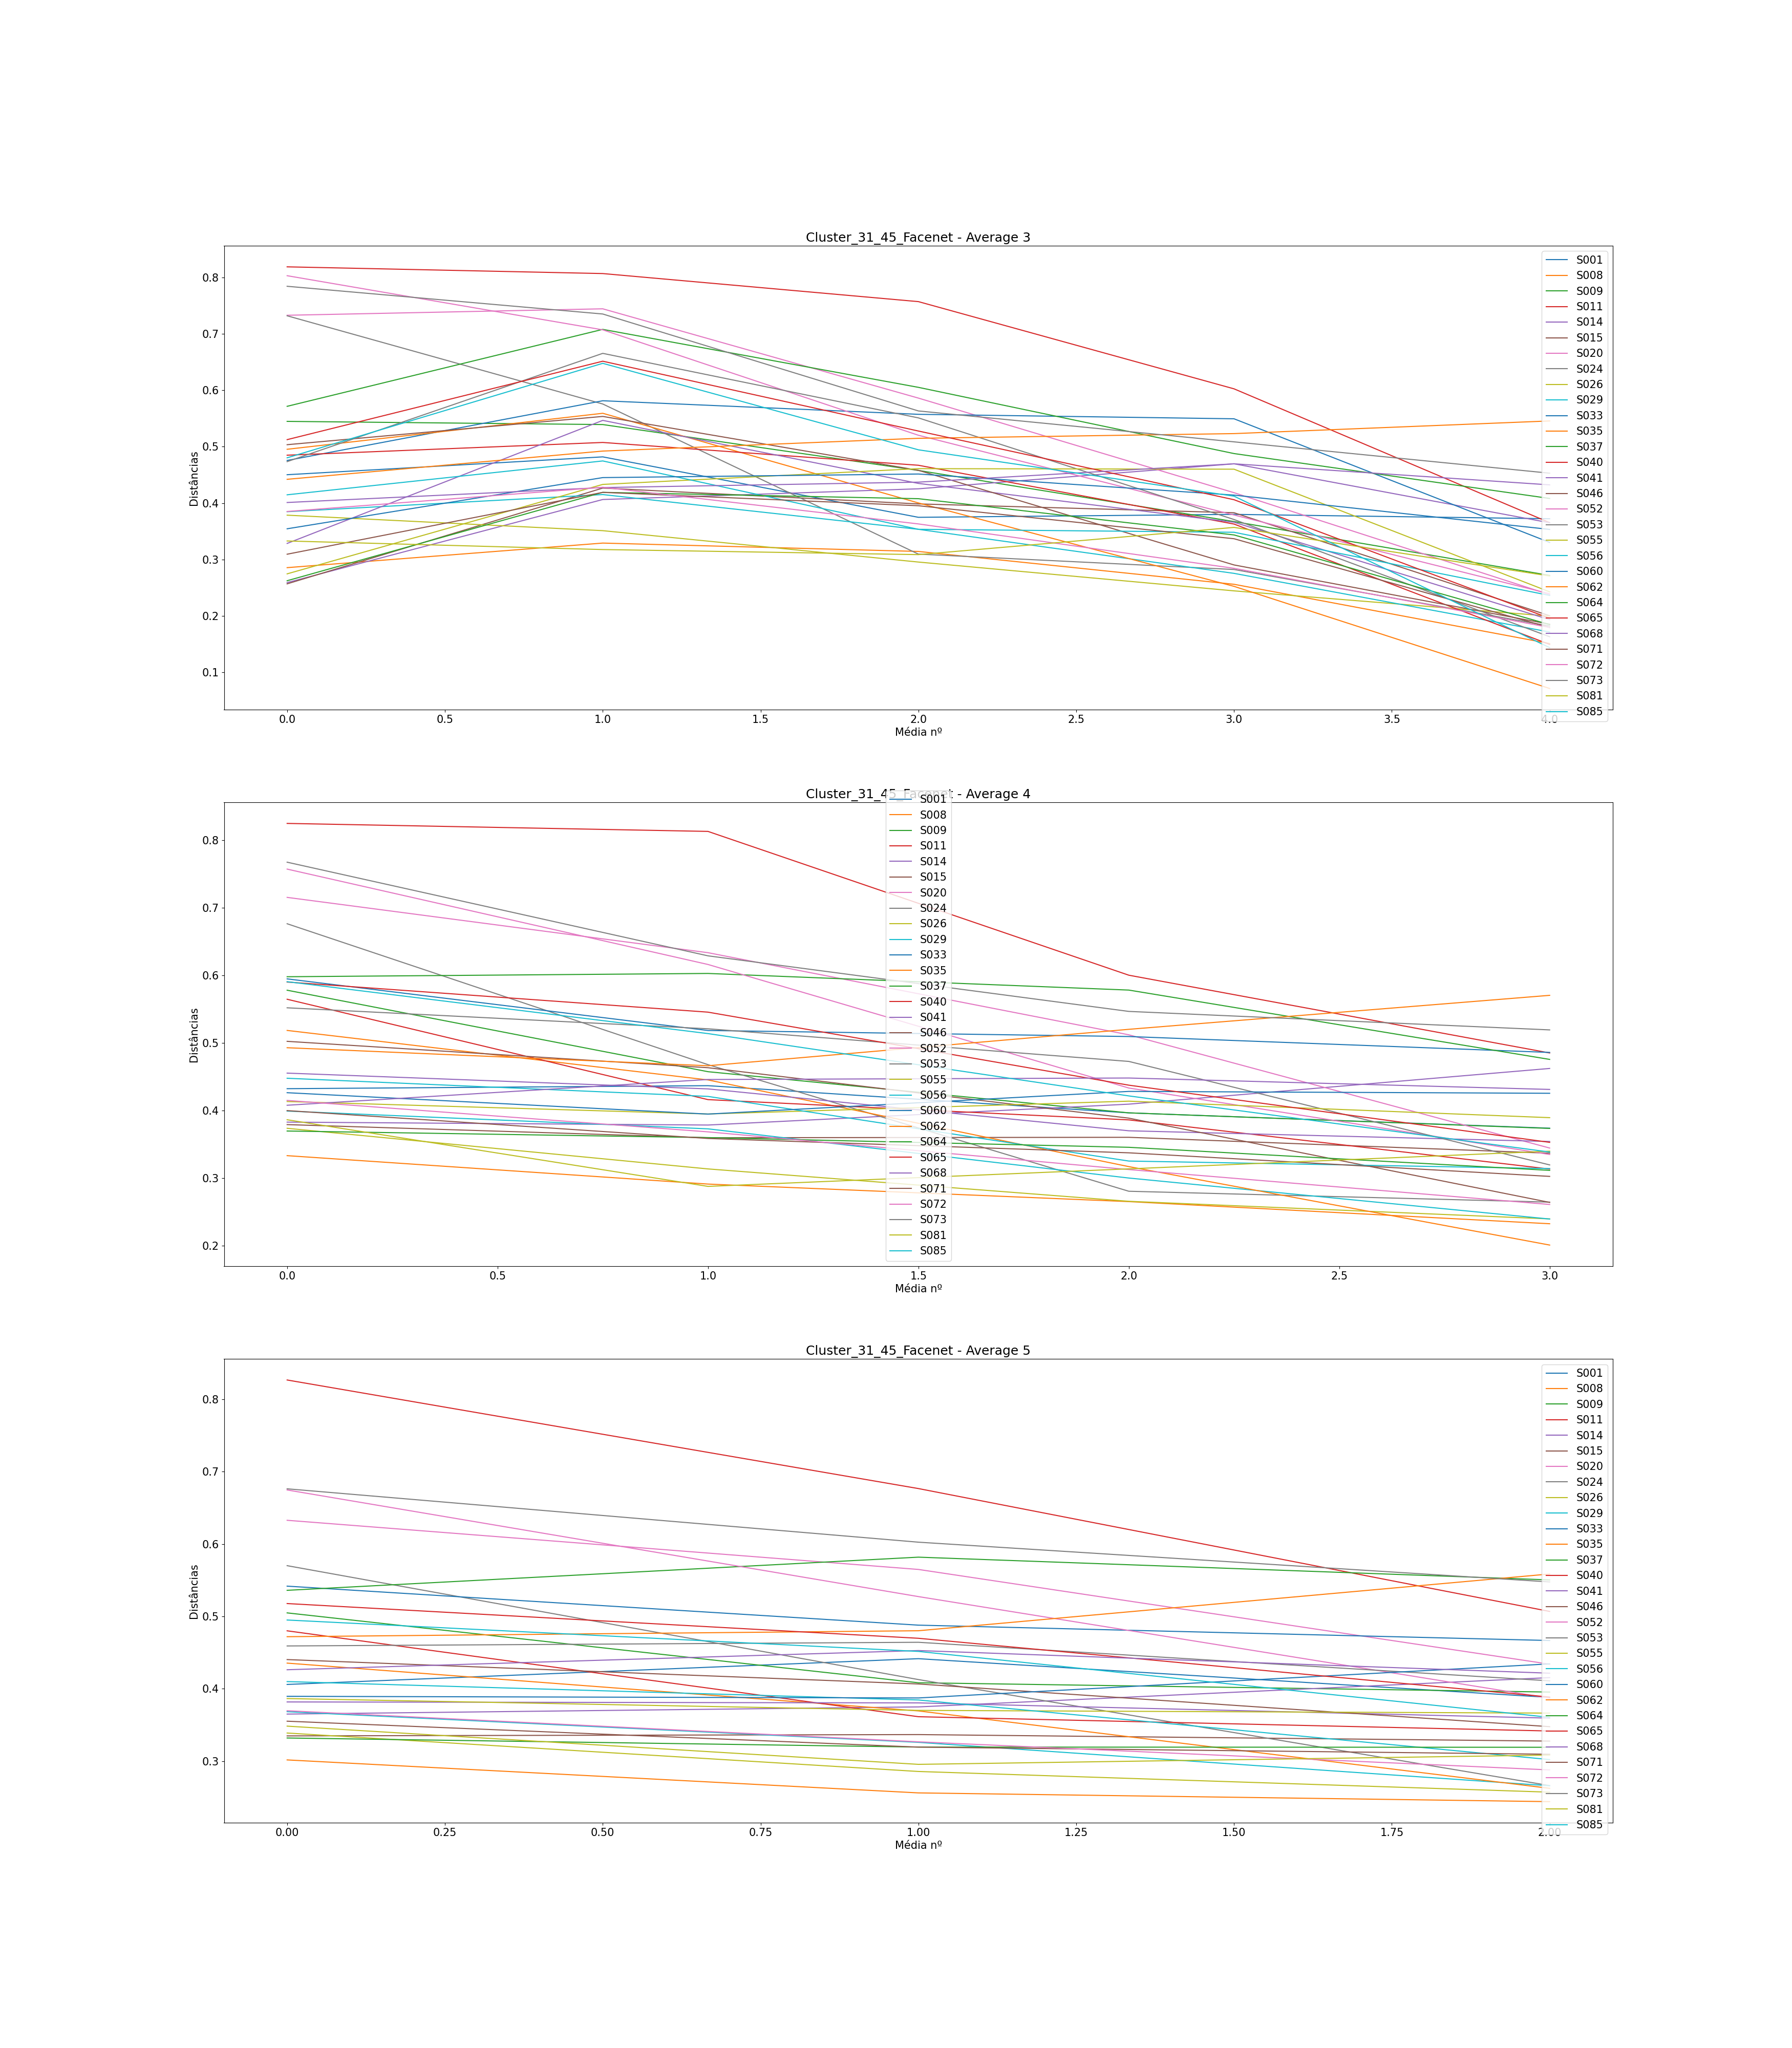 Cluster_31_45_Facenet - Average 3
Distâncias
0.8
0.7
0.6
0.5
0.4
0.3
0.2
0.1
S001
S008
S009
S011
S014
S015
S020
S024
S026
S029
S033
S035
S037
S040
S041
S046
S052
S053
S055
S056
S060
S062
S064
S065
S068
S071
S072
S073
S081
S085
0.0 0.5 1.0 1.5 2.0 2.5 3.0 3.5 4.0
Média nº
Cluster_31_45_Facenet - Average 4
Distâncias
0.8
0.7
0.6
0.5
0.4
0.3
0.2
S001
S008
S009
S011
S014
S015
S020
S024
S026
S029
S033
S035
S037
S040
S041
S046
S052
S053
S055
S056
S060
S062
S064
S065
S068
S071
S072
S073
S081
S085
0.0 0.5 1.0 1.5 2.0 2.5 3.0
Média nº
Cluster_31_45_Facenet - Average 5
Distâncias
0.8
0.7
0.6
0.5
0.4
0.3
S001
S008
S009
S011
S014
S015
S020
S024
S026
S029
S033
S035
S037
S040
S041
S046
S052
S053
S055
S056
S060
S062
S064
S065
S068
S071
S072
S073
S081
S085
0.00 0.25 0.50 0.75 1.00 1.25 1.50 1.75 2.00
Média nº